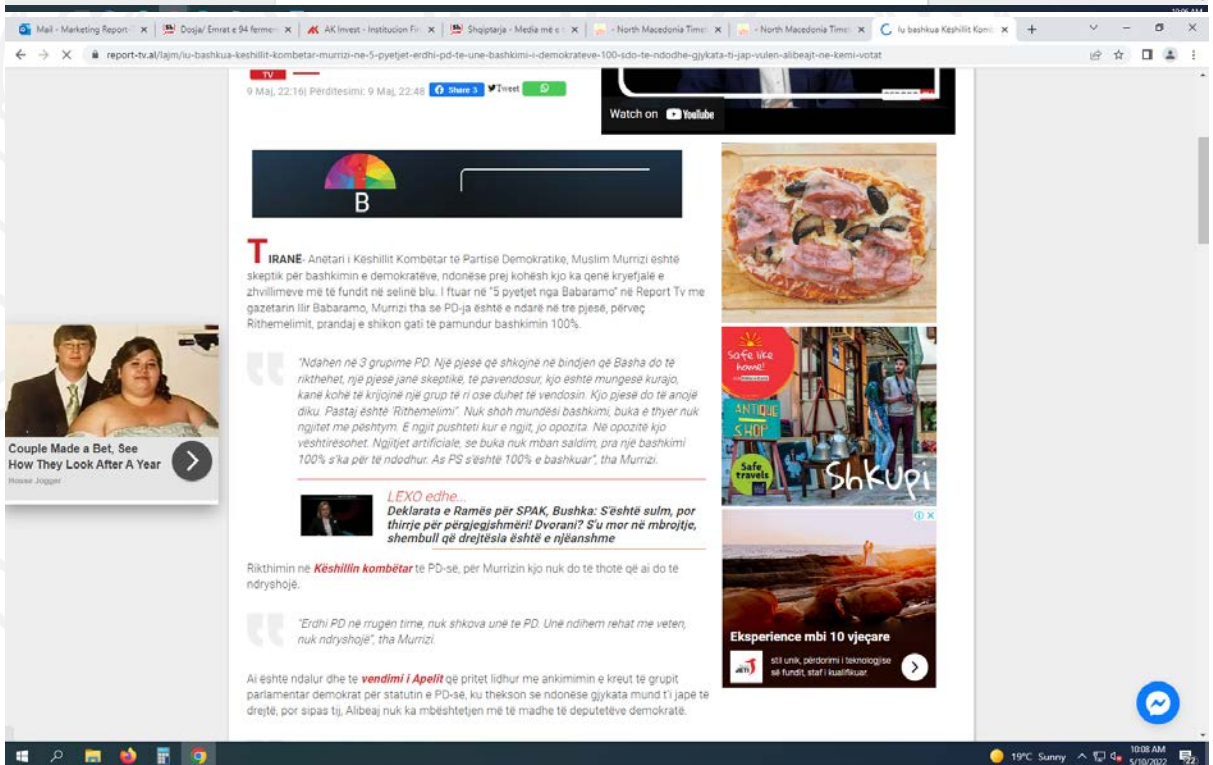 10:06 AM
Mail - Marketing Report
Dosja/ Emrat e 94 ferme
AK Invest - Institucion Fi
Shqiptarja - Media më e
- North Macedonia Time
- North Macedonia Time
Iu bashkua Këshillit Kom
report-tv.al/lajm/iu-bashkua-keshillit-kombetar-murrizi-ne-5-pyetjet-erdhi-pd-te-une-bashkimi-i-demokrateve-100-sdo-te-ndodhe-gjykata-ti-jap-vulen-alibeajt-ne-kemi-votat
TV
9 Maj, 22:16| Përditësimi: 9 Maj, 22:48
Share 3
Tweet
Watch on YouTube
B
TIRANË- Anëtari i Këshillit Kombëtar të Partisë Demokratike, Muslim Murrizi është
skeptik për bashkimin e demokratëve, ndonëse prej kohësh kjo ka qenë kryefjalë e
zhvillimeve më të fundit në selinë blu. I ftuar në "5 pyetjet nga Babaramo" në Report Tv me
gazetarin Ilir Babaramo, Murrizi tha se PD-ja është e ndarë në tre pjesë, përveç
Rithemelimit, prandaj e shikon gati të pamundur bashkimin 100%.
"Ndahen në 3 grupime PD. Një pjesë që shkojnë në bindjen që Basha do të
rikthehet, një pjesë janë skeptikë, të pavendosur, kjo është mungesë kurajo,
kanë kohë të krijojnë një grup të ri ose duhet të vendosin. Kjo pjesë do të anojë
diku. Pastaj është 'Rithemelimi'. Nuk shoh mundësi bashkimi, buka e thyer nuk
ngjitet me pështym. E ngjit pushteti kur e ngjit, jo opozita. Në opozitë kjo
vështirësohet. Ngjitjet artificiale, se buka nuk mban saldim, pra një bashkimi
100% s'ka për të ndodhur. As PS s'është 100% e bashkuar", tha Murrizi.
LEXO edhe...
Deklarata e Ramës për SPAK, Bushka: S'është sulm, por
thirrje për përgjegjshmëri! Dvorani? S'u mor në mbrojtje,
shembull që drejtësia është e njëanshme
Rikthimin në Këshillin kombëtar të PD-së, për Murrizin kjo nuk do të thotë që ai do të
ndryshojë.
"Erdhi PD në rrugën time, nuk shkova unë te PD. Unë ndihem rehat me veten,
nuk ndryshojë", tha Murrizi.
Ai është ndalur dhe te vendimi i Apelit që pritet lidhur me ankimimin e kreut të grupit
parlamentar demokrat për statutin e PD-së, ku thekson se ndonëse gjykata mund t'i japë të
drejtë, por sipas tij, Alibeaj nuk ka mbështetjen më të madhe të deputetëve demokratë.
Couple Made a Bet, See
How They Look After A Year
House Jogger
Safe like
home!
ANTIQUE
SHOP
Safe
travels
Shkupi
Eksperience mbi 10 vjeçare
JETI
stil unik, përdorimi i teknologjise
së fundit, staf i kualifikuar.
19°C Sunny
10:08 AM
5/10/2022
22